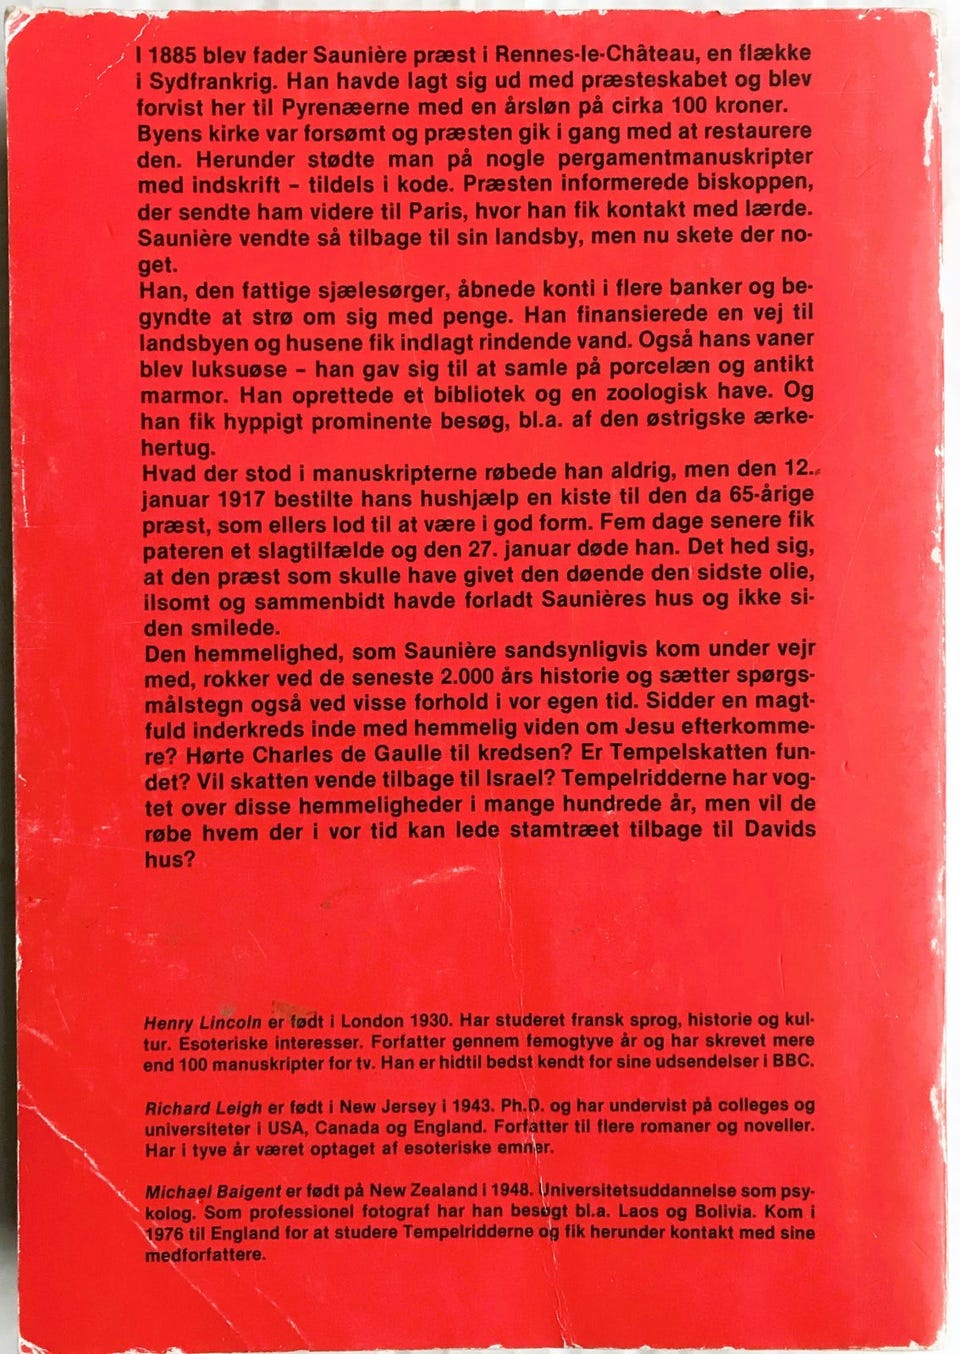 I 1885 blev fader Saunière præst i Rennes-le-Château, en flække
i Sydfrankrig. Han havde lagt sig ud med præsteskabet og blev
forvist her til Pyrenæerne med en årsløn på cirka 100 kroner.
Byens kirke var forsømt og præsten gik i gang med at restaurere
den. Herunder stødte man på nogle pergamentmanuskripter
med indskrift – tildels i kode. Præsten informerede biskoppen,
der sendte ham videre til Paris, hvor han fik kontakt med lærde.
Saunière vendte så tilbage til sin landsby, men nu skete der no-
get.
Han, den fattige sjælesørger, åbnede konti i flere banker og be-
gyndte at strø om sig med penge. Han finansierede en vej til
landsbyen og husene fik indlagt rindende vand. Også hans vaner
blev luksuøse – han gav sig til at samle på porcelæn og antikt
marmor. Han oprettede et bibliotek og en zoologisk have. Og
han fik hyppigt prominente besøg, bl.a. af den østrigske ærke-
hertug.
Hvad der stod i manuskripterne røbede han aldrig, men den 12.
januar 1917 bestilte hans hushjælp en kiste til den da 65-årige
præst, som ellers lod til at være i god form. Fem dage senere fik
pateren et slagtilfælde og den 27. januar døde han. Det hed sig,
at den præst som skulle have givet den døende den sidste olie,
ilsomt og sammenbidt havde forladt Saunières hus og ikke si-
den smilede.
Den hemmelighed, som Saunière sandsynligvis kom under vejr
med, rokker ved de seneste 2.000 års historie og sætter spørgs-
målstegn også ved visse forhold i vor egen tid. Sidder en magt-
fuld inderkreds inde med hemmelig viden om Jesu efterkomme-
re? Hørte Charles de Gaulle til kredsen? Er Tempelskatten fun-
det? Vil skatten vende tilbage til Israel? Tempelridderne har vog-
tet over disse hemmeligheder i mange hundrede år, men vil de
røbe hvem der i vor tid kan lede stamtræet tilbage til Davids
hus?
Henry Lincoln er født i London 1930. Har studeret fransk sprog, historie og kul-
tur. Esoteriske interesser. Forfatter gennem femogtyve år og har skrevet mere
end 100 manuskripter for tv. Han er hidtil bedst kendt for sine udsendelser i BBC.
Richard Leigh er født i New Jersey i 1943. Ph.D. og har undervist på colleges og
universiteter i USA, Canada og England. Forfatter til flere romaner og noveller.
Har i tyve år været optaget af esoteriske emner.
Michael Baigent er født på New Zealand i 1948. Universitetsuddannelse som psy-
kolog. Som professionel fotograf har han besøgt bl.a. Laos og Bolivia. Kom i
1976 til England for at studere Tempelridderne og fik herunder kontakt med sine
medforfattere.